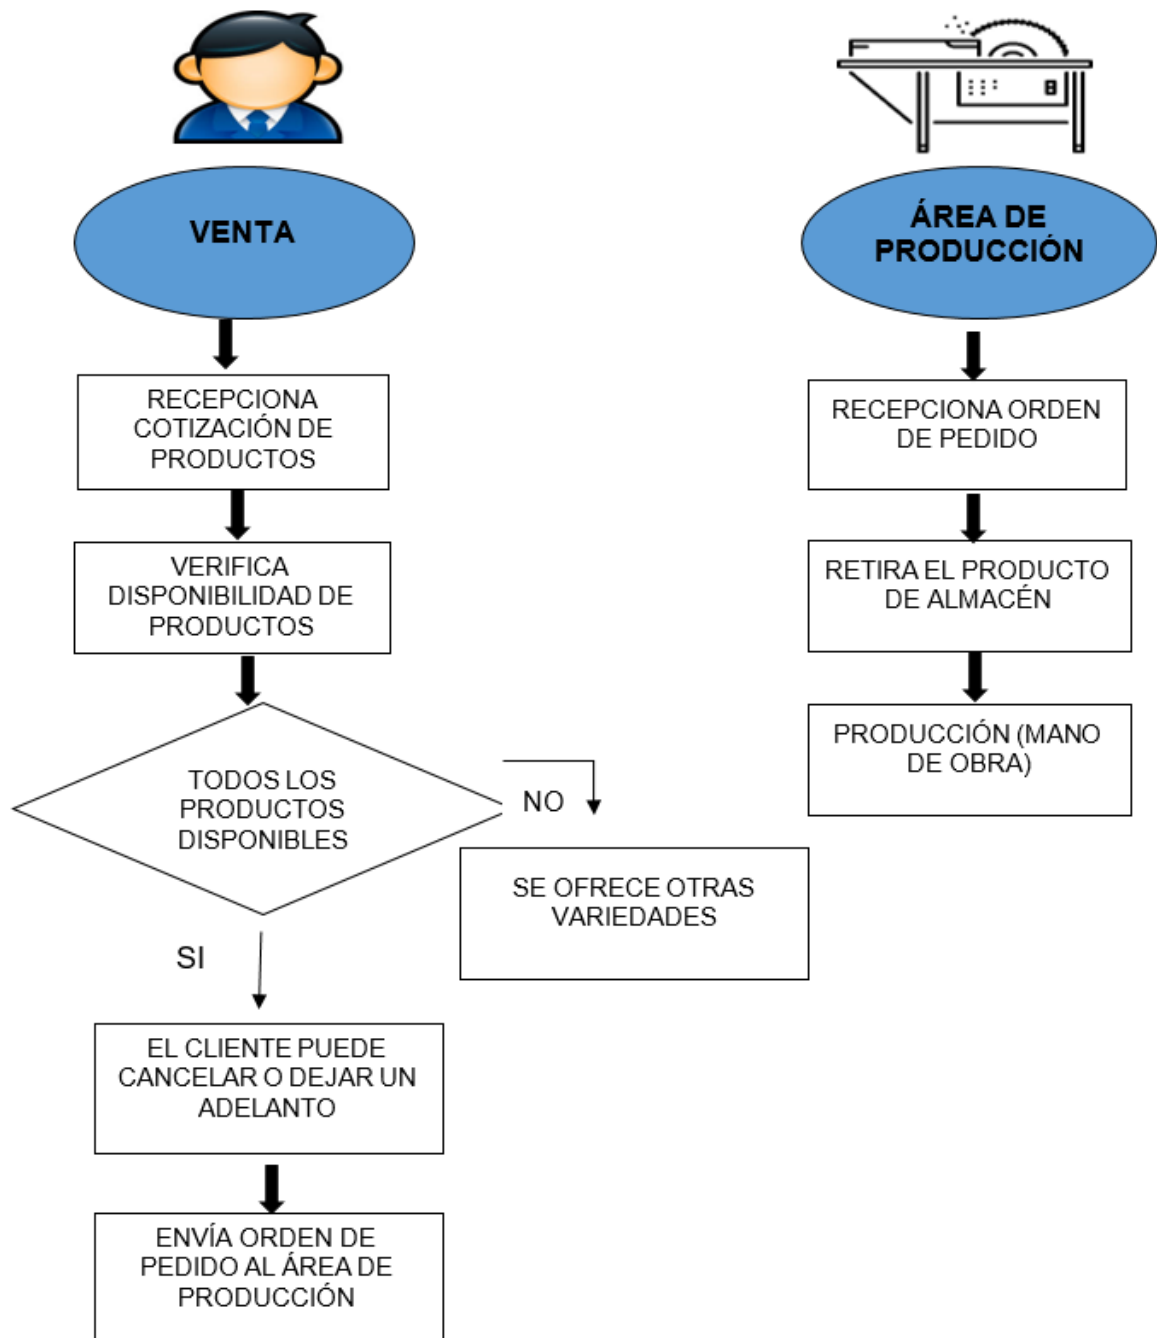 VENTA
RECEPCIONA
COTIZACIÓN DE
PRODUCTOS
VERIFICA
DISPONIBILIDAD DE
PRODUCTOS
TODOS LOS
PRODUCTOS
DISPONIBLES
NO
SE OFRECE OTRAS
VARIEDADES
SI
EL CLIENTE PUEDE
CANCELAR O DEJAR UN
ADELANTO
ENVÍA ORDEN DE
PEDIDO AL ÁREA DE
PRODUCCIÓN
ÁREA DE
PRODUCCIÓN
RECEPCIONA ORDEN
DE PEDIDO
RETIRA EL PRODUCTO
DE ALMACÉN
PRODUCCIÓN (MANO
DE OBRA)